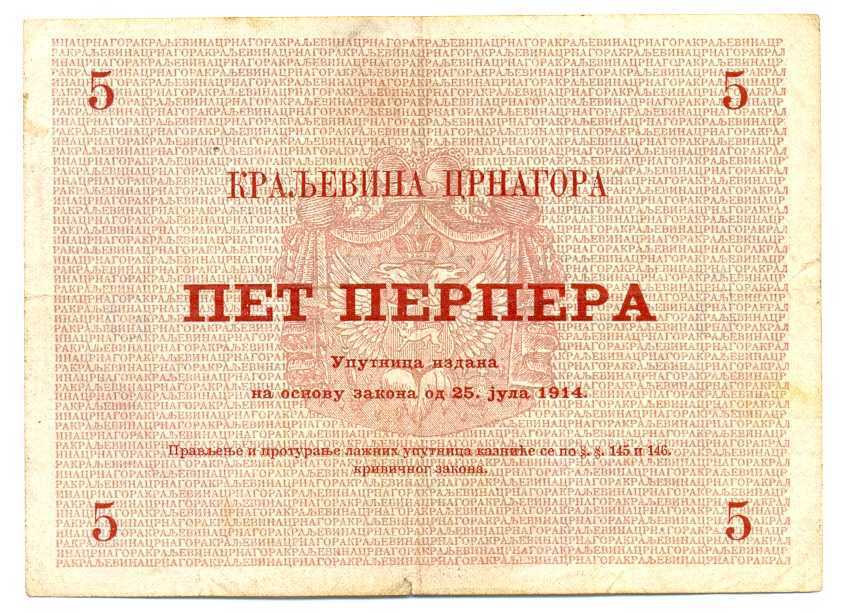 5 5
КРАЉЕВИНА ЦРНАГОРА
ПЕТ ПЕРПЕРА
Упутница издана
на основу закона од 25. јула 1914.
Прављење и протурање лажних упутница казниће се по §. §. 145 и 146.
кривичног закона.
5 5